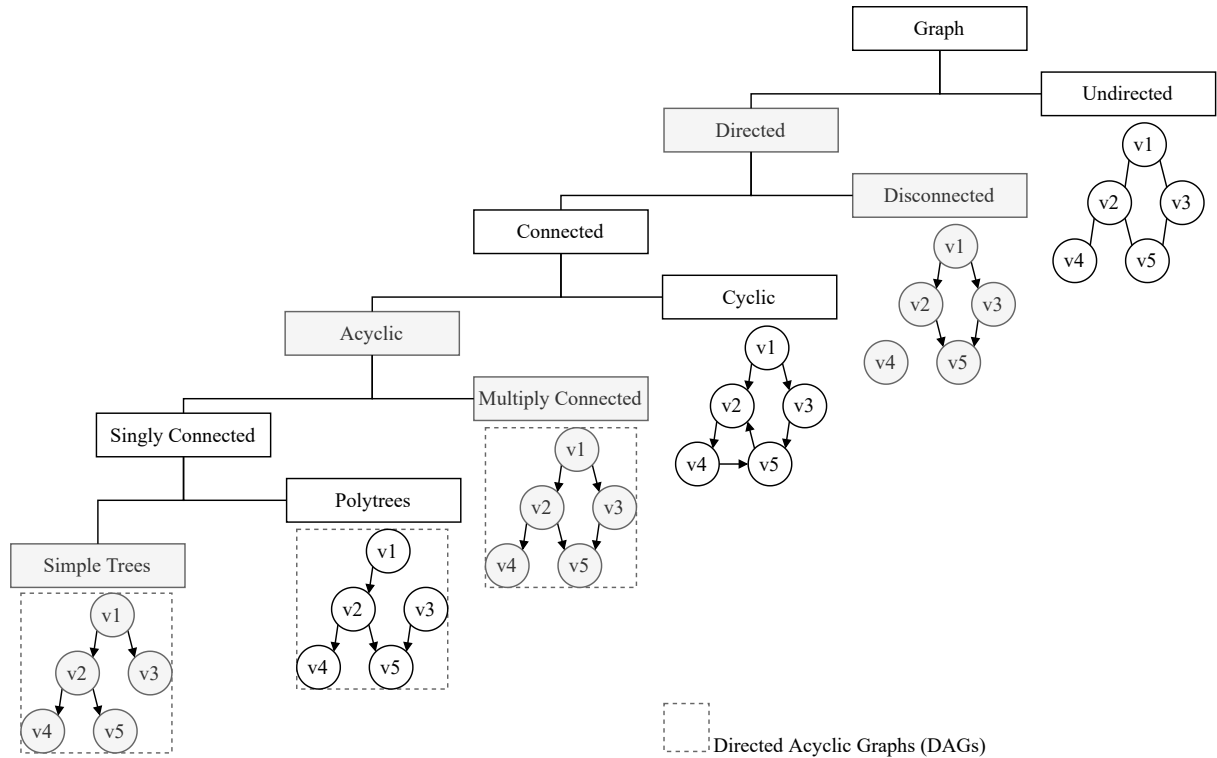 Graph
Undirected
v1
v2
v3
v4
v5
Directed
Disconnected
v1
v2
v3
v4
v5
Connected
Cyclic
v1
v2
v3
v4
v5
Acyclic
Multiply Connected
v1
v2
v3
v4
v5
Singly Connected
Polytrees
v1
v2
v3
v4
v5
Simple Trees
v1
v2
v3
v4
v5
Directed Acyclic Graphs (DAGs)